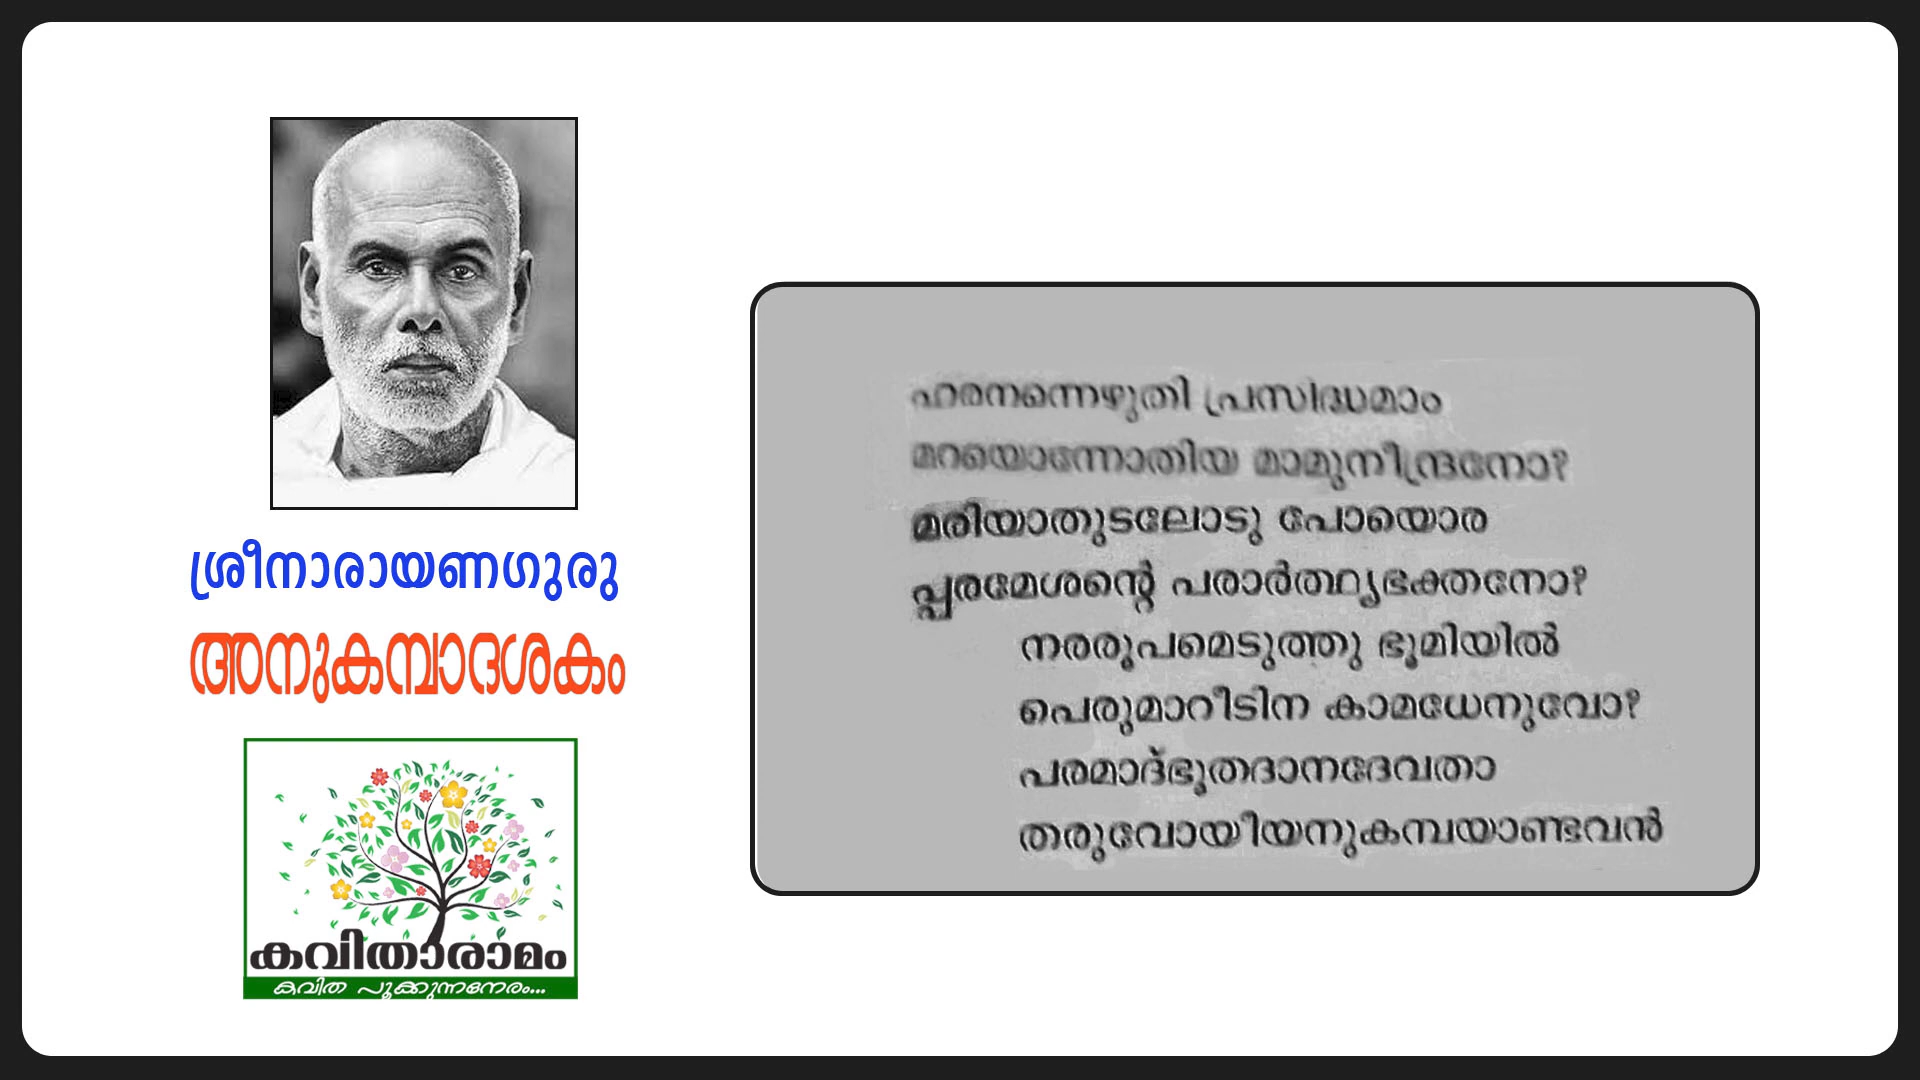 ശ്രീനാരായണഗുരു
അനുകമ്പാദശകം
കവിതാരാമം
കവിത പൂക്കുന്നനേരം...
ഹരനന്നെഴുതി പ്രസിദ്ധമാം
മറയൊന്നോതിയ മാമുനീന്ദ്രനോ?
മരിയാതുടലോടു പോയൊര
പ്പരമേശന്റെ പരാർത്ഥ്യഭക്തനോ?
നരരൂപമെടുത്തു ഭൂമിയിൽ
പെരുമാറീടിന കാമധേനുവോ?
പരമാദ്ഭുതദാനദേവതാ
തരുവോയീയനുകമ്പയാണ്ടവൻ